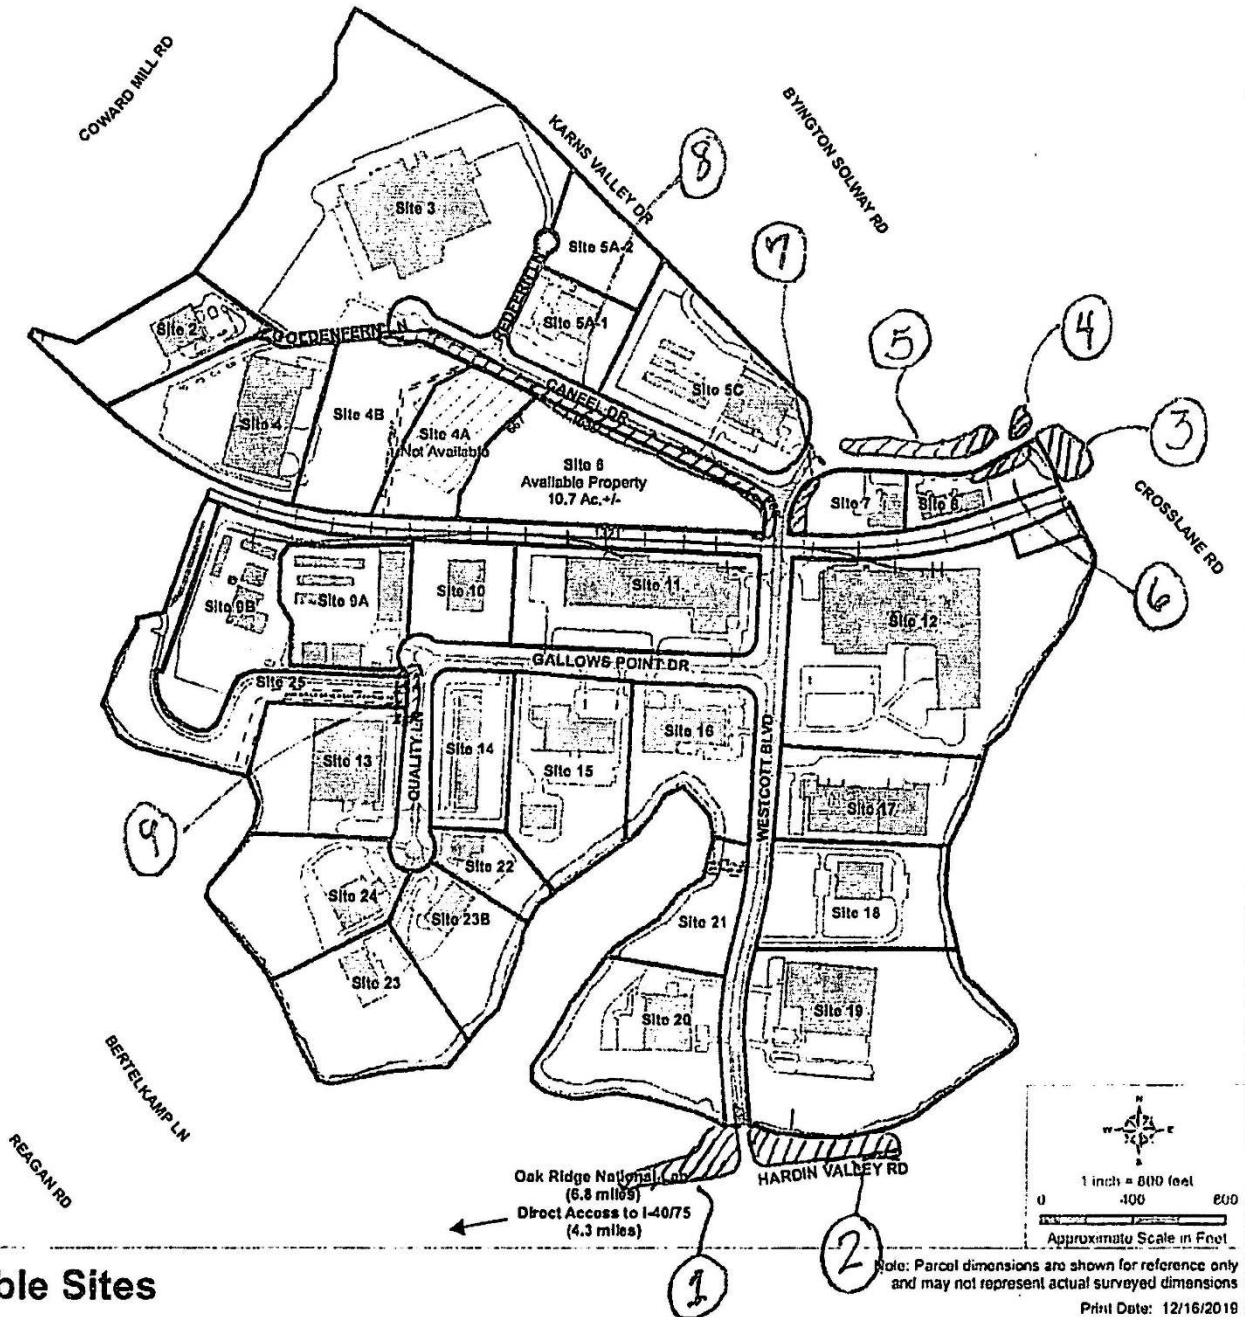 COWARD MILL RD
BYINGTON SOLWAY RD
KARNS VALLEY DR
8
7
5
4
3
6
CROSSLANE RD
Site 3
Site 5A-2
REDFERN LN
Site 5A-1
Site 2
GOLDENFERN LN
Site 5C
CANEEL DR
Site 4
Site 4B
Site 4A
Not Available
667
1639
Site 6
Available Property
10.7 Ac.+/-
Site 7
Site 8
1321
Site 9B
Site 9A
Site 10
Site 11
Site 12
GALLOWS POINT DR
Site 25
Site 13
QUALITY LN
Site 14
Site 15
Site 16
WESTCOTT BLVD
Site 17
9
Site 22
Site 24
Site 23B
Site 21
Site 18
Site 23
Site 20
Site 19
BERTELKAMP LN
REAGAN RD
HARDIN VALLEY RD
Oak Ridge National Lab
(6.8 miles)
Direct Access to I-40/75
(4.3 miles)
1
2
N
W
E
S
1 inch = 800 feet
0 400 800
Approximate Scale in Feet
ble Sites
Note: Parcel dimensions are shown for reference only
and may not represent actual surveyed dimensions
Print Date: 12/16/2019